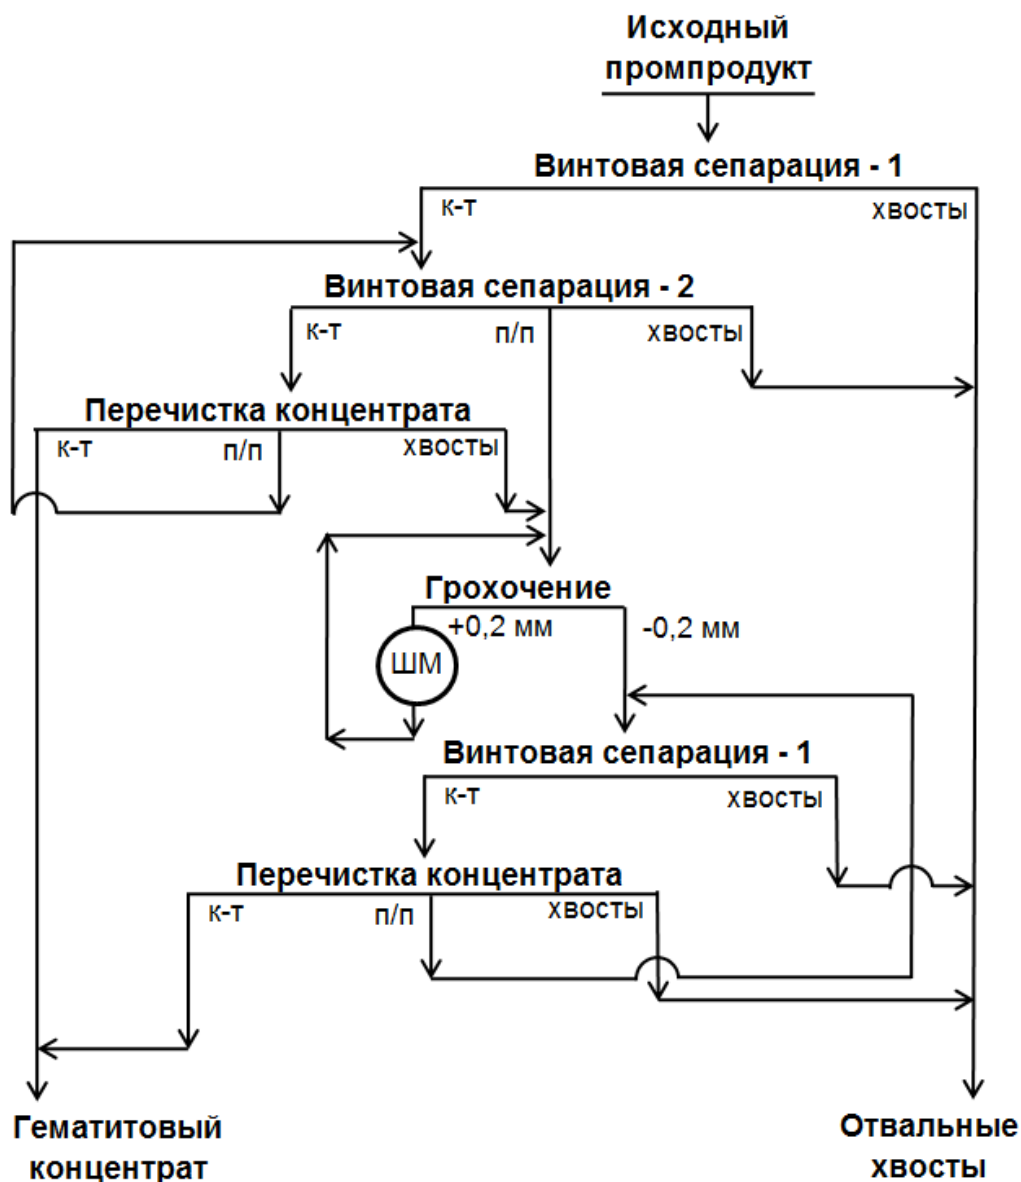 Исходный
промпродукт
Винтовая сепарация - 1
к-т
хвосты
Винтовая сепарация - 2
к-т
п/п
хвосты
Перечистка концентрата
к-т
п/п
хвосты
Грохочение
+0,2 мм
-0,2 мм
ШМ
Винтовая сепарация - 1
к-т
хвосты
Перечистка концентрата
к-т
п/п
хвосты
Гематитовый
концентрат
Отвальные
хвосты